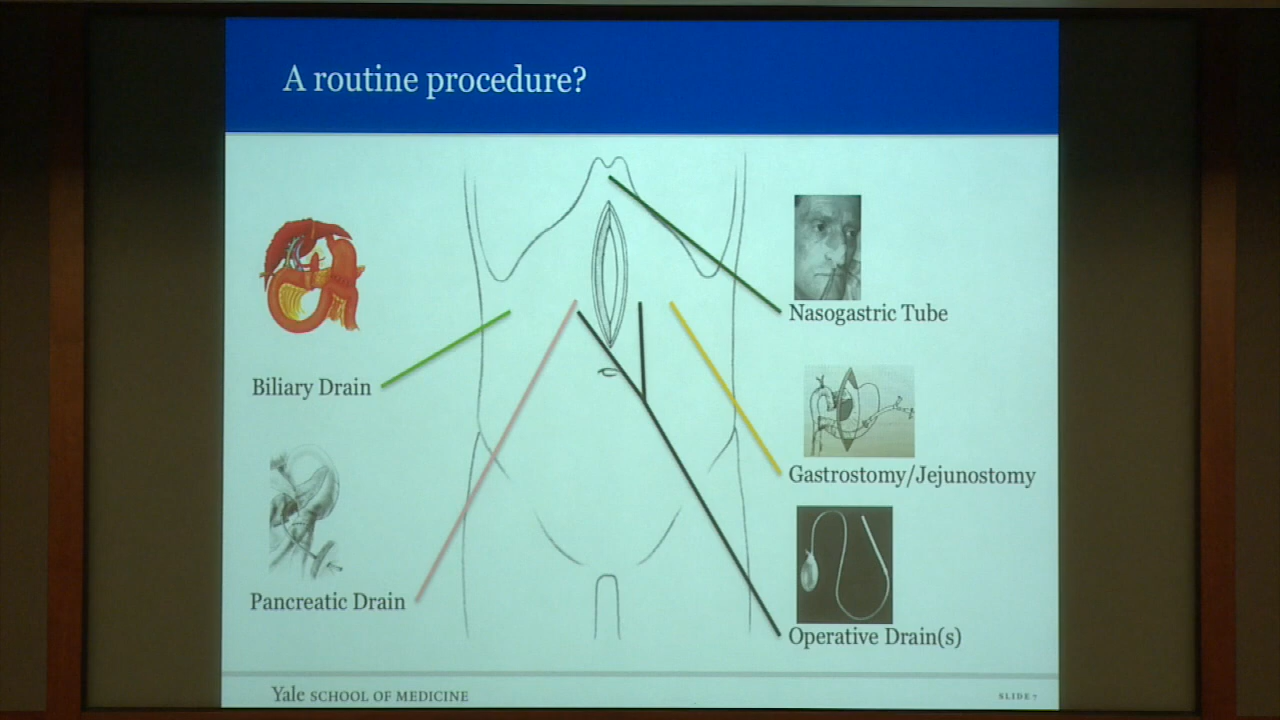 A routine procedure?
Nasogastric Tube
Biliary Drain
Gastrostomy/Jejunostomy
Pancreatic Drain
Operative Drain(s)
Yale SCHOOL OF MEDICINE
SLIDE 7